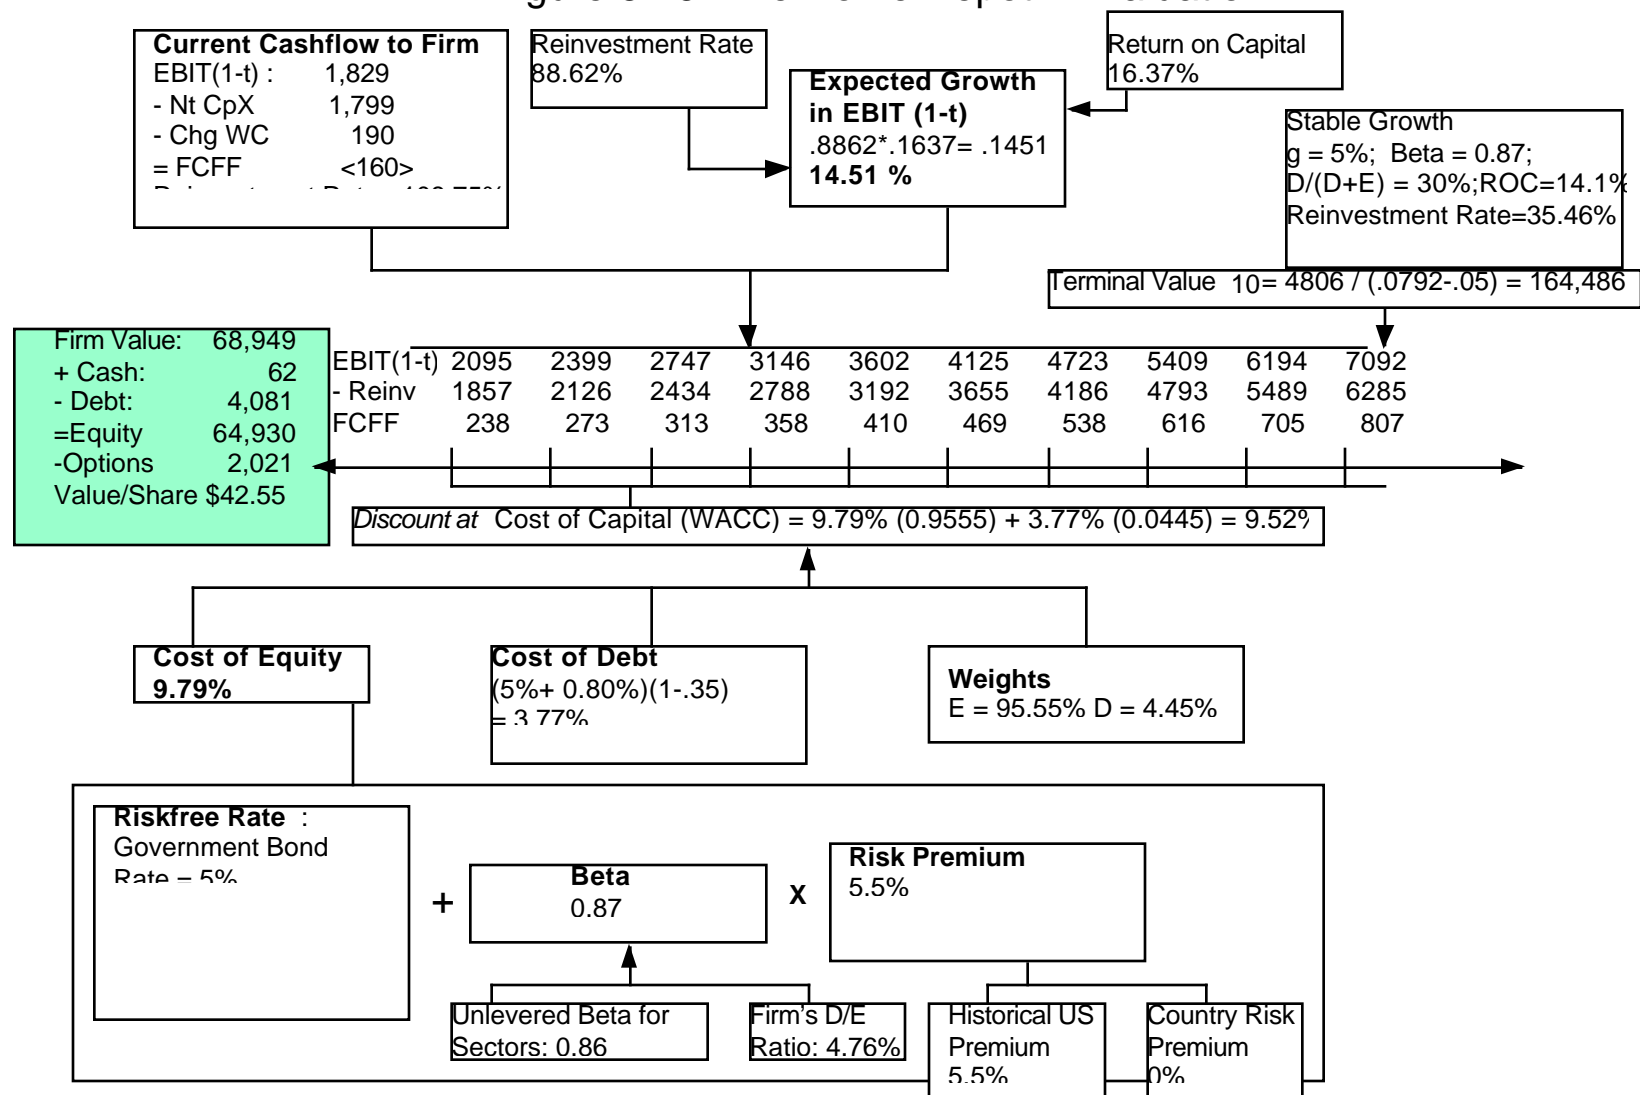 Current Cashflow to Firm
EBIT(1-t) : 1,829
- Nt CpX 1,799
- Chg WC 190
= FCFF <160>
Reinvestment Rate
88.62%
Expected Growth
in EBIT (1-t)
.8862*.1637= .1451
14.51 %
Return on Capital
16.37%
Stable Growth
g = 5%; Beta = 0.87;
D/(D+E) = 30%;ROC=14.1%
Reinvestment Rate=35.46%
Terminal Value 10= 4806 / (.0792-.05) = 164,486
Firm Value: 68,949
+ Cash: 62
- Debt: 4,081
=Equity 64,930
-Options 2,021
Value/Share $42.55
EBIT(1-t) 2095 2399 2747 3146 3602 4125 4723 5409 6194 7092
- Reinv 1857 2126 2434 2788 3192 3655 4186 4793 5489 6285
FCFF 238 273 313 358 410 469 538 616 705 807
Discount at Cost of Capital (WACC) = 9.79% (0.9555) + 3.77% (0.0445) = 9.52%
Cost of Equity
9.79%
Cost of Debt
(5%+ 0.80%)(1-.35)
= 3.77%
Weights
E = 95.55% D = 4.45%
Riskfree Rate :
Government Bond
Rate = 5%
+
Beta
0.87
X
Risk Premium
5.5%
Unlevered Beta for
Sectors: 0.86
Firm's D/E
Ratio: 4.76%
Historical US
Premium
5.5%
Country Risk
Premium
0%